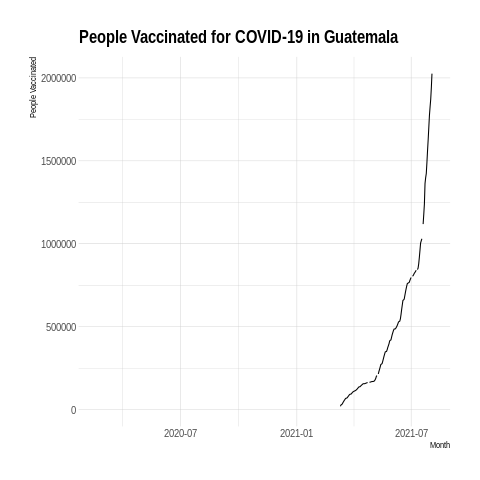 People Vaccinated for COVID-19 in Guatemala
People Vaccinated
2000000
1500000
1000000
500000
0
2020-07 2021-01 2021-07
Month